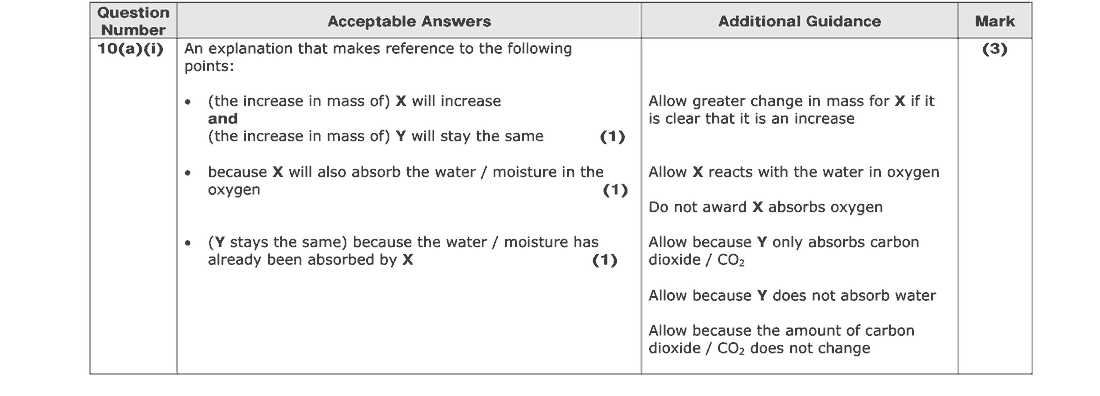 Question Number
Acceptable Answers
Additional Guidance
Mark
10(a)(i)
An explanation that makes reference to the following
points:
(3)
• (the increase in mass of) X will increase
and
(the increase in mass of) Y will stay the same (1)
Allow greater change in mass for X if it
is clear that it is an increase
• because X will also absorb the water / moisture in the
oxygen (1)
Allow X reacts with the water in oxygen
Do not award X absorbs oxygen
• (Y stays the same) because the water / moisture has
already been absorbed by X (1)
Allow because Y only absorbs carbon
dioxide / CO₂
Allow because Y does not absorb water
Allow because the amount of carbon
dioxide / CO₂ does not change